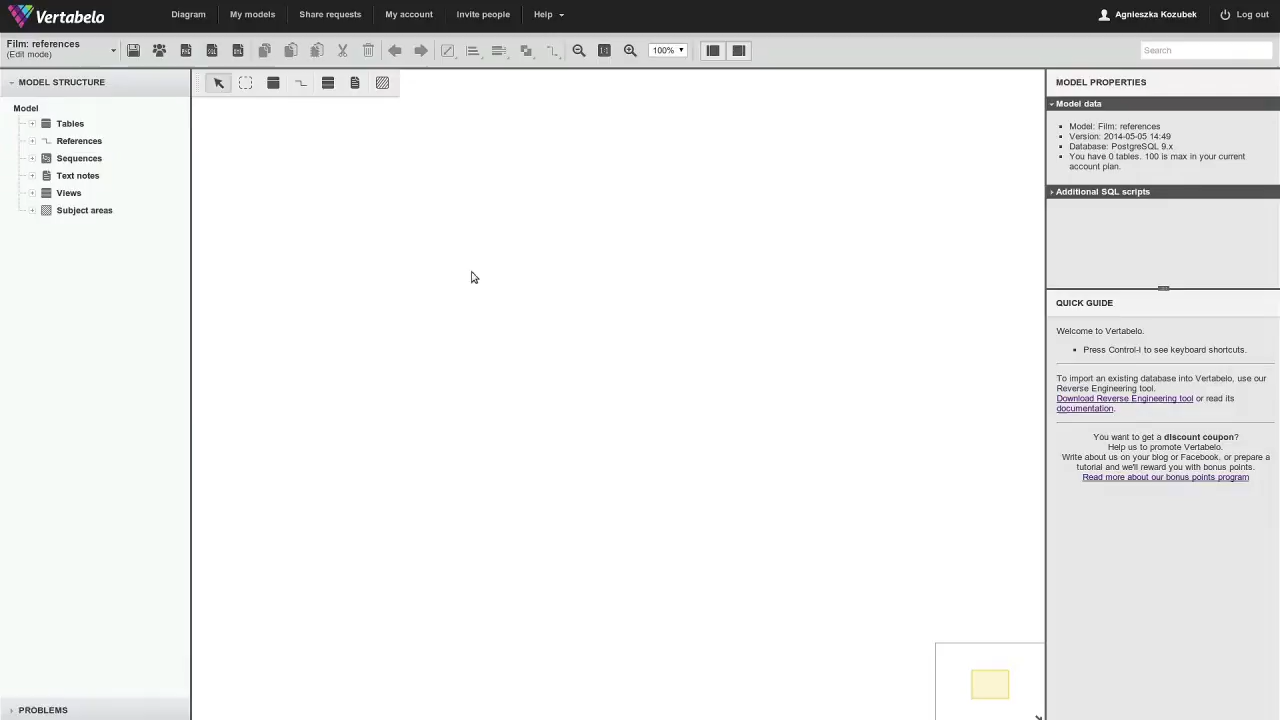 Vertabelo
Diagram
My models
Share requests
My account
Invite people
Help
Agnieszka Kozubek
Log out
Film: references
(Edit mode)
100%
Search
MODEL STRUCTURE
Model
Tables
References
Sequences
Text notes
Views
Subject areas
PROBLEMS
MODEL PROPERTIES
Model data
Model: Film: references
Version: 2014-05-05 14:49
Database: PostgreSQL 9.x
You have 0 tables. 100 is max in your current
account plan.
Additional SQL scripts
QUICK GUIDE
Welcome to Vertabelo.
Press Control-I to see keyboard shortcuts.
To import an existing database into Vertabelo, use our
Reverse Engineering tool.
Download Reverse Engineering tool or read its
documentation.
You want to get a discount coupon?
Help us to promote Vertabelo.
Write about us on your blog or Facebook, or prepare a
tutorial and we'll reward you with bonus points.
Read more about our bonus points program